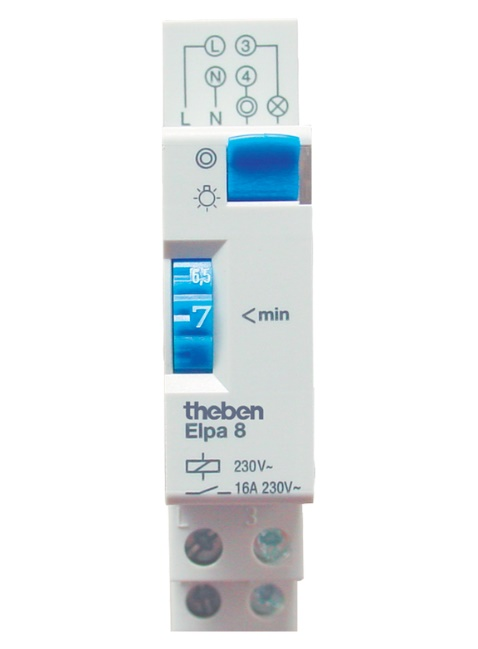 L 3
N 4
L N
6,5
-7
<min
theben
Elpa 8
230V~
16A 230V~
L 3